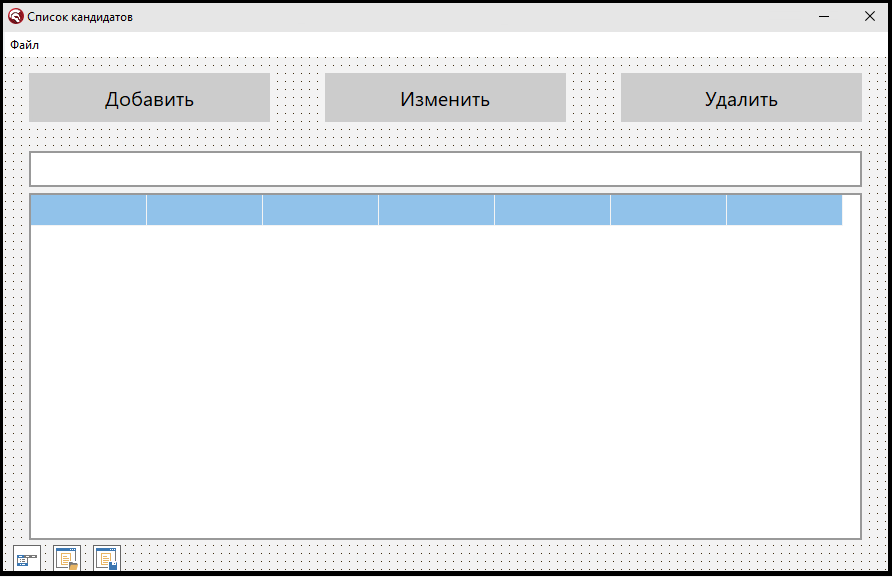 Список кандидатов
Файл
Добавить
Изменить
Удалить